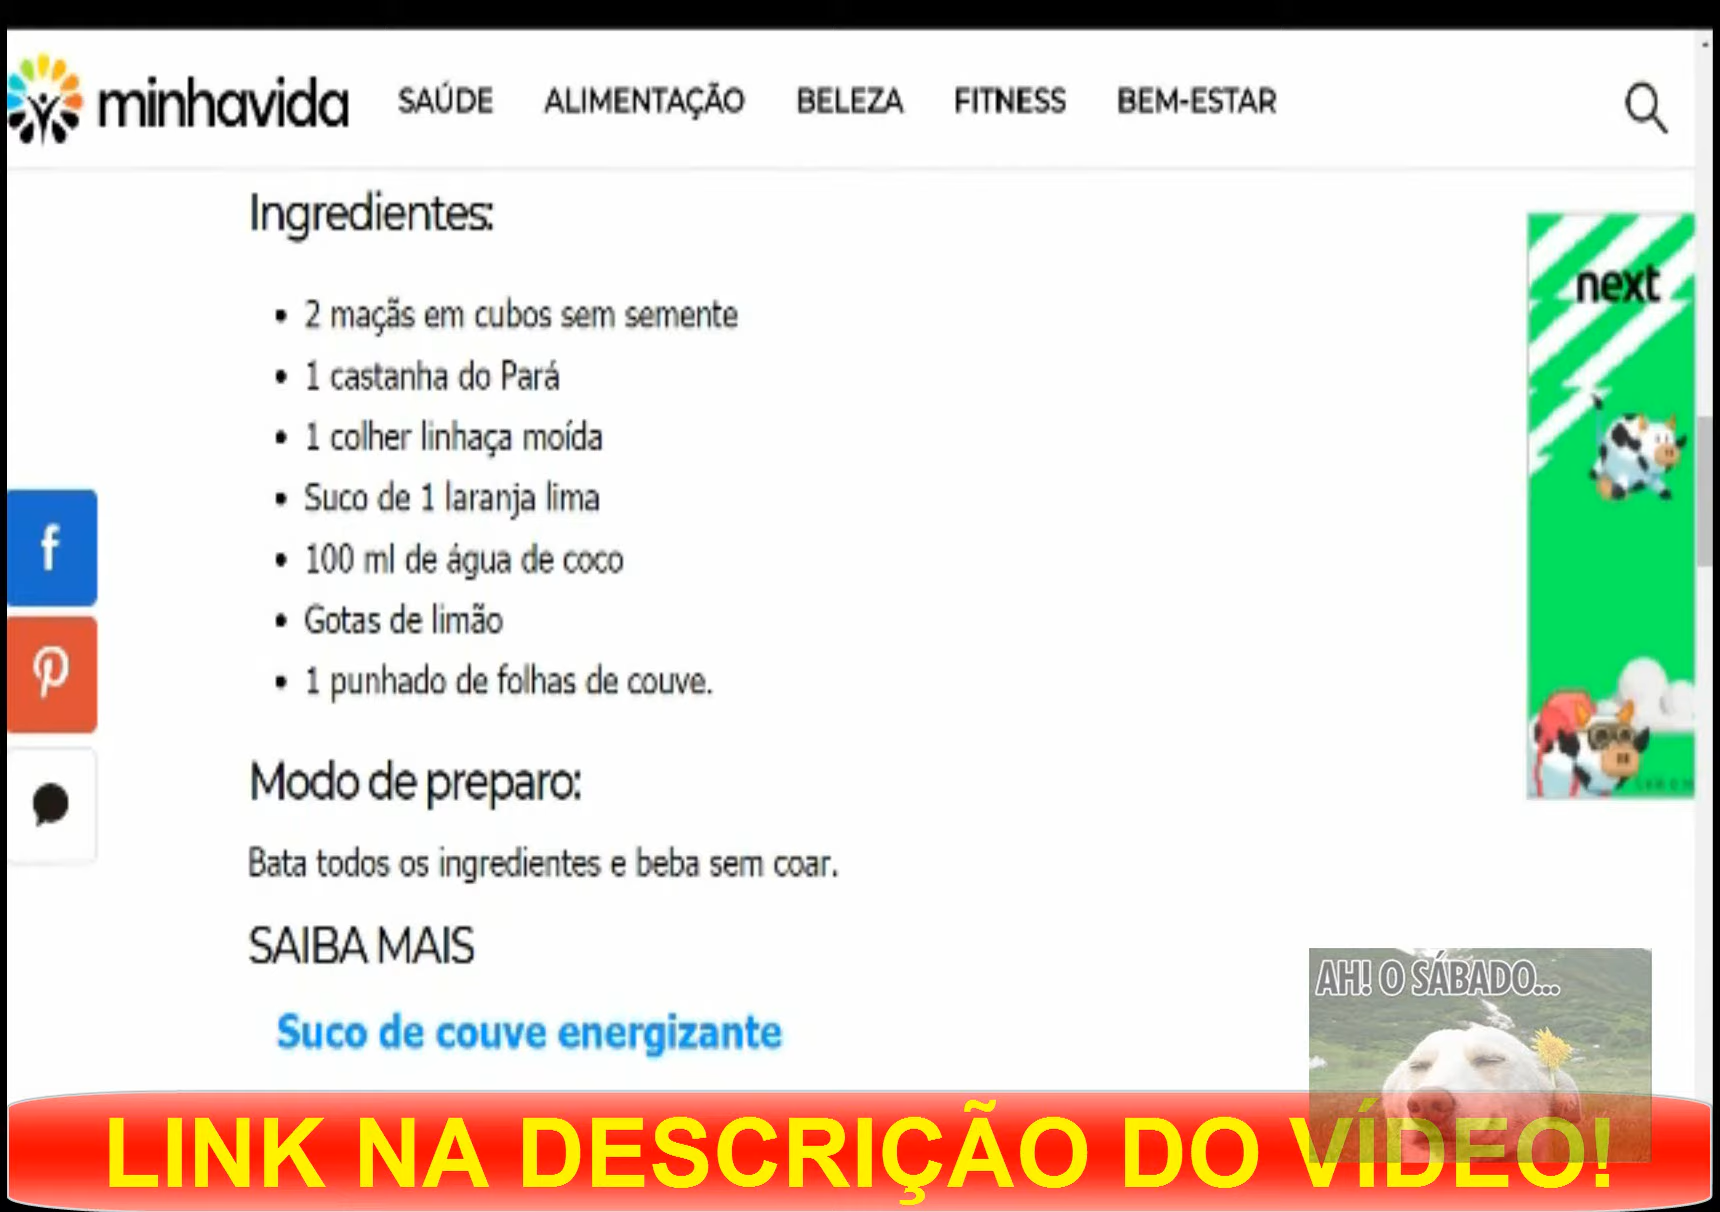 minhavida SAÚDE ALIMENTAÇÃO BELEZA FITNESS BEM-ESTAR
Ingredientes:
• 2 maçãs em cubos sem semente
• 1 castanha do Pará
• 1 colher linhaça moída
• Suco de 1 laranja lima
• 100 ml de água de coco
• Gotas de limão
• 1 punhado de folhas de couve.
next
f
Modo de preparo:
Bata todos os ingredientes e beba sem coar.
SAIBA MAIS
Suco de couve energizante
AH! O SÁBADO...
LINK NA DESCRIÇÃO DO VÍDEO!